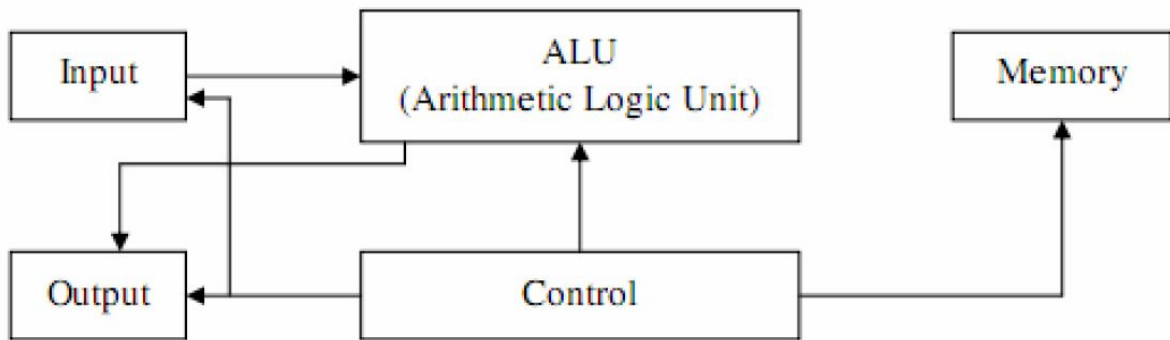 Input
ALU
(Arithmetic Logic Unit)
Memory
Output
Control